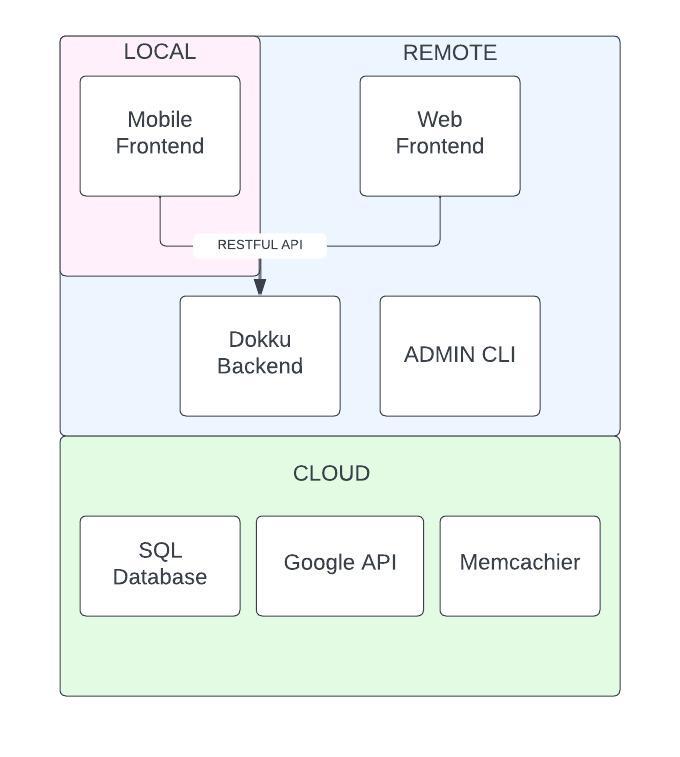 LOCAL
REMOTE
Mobile
Frontend
Web
Frontend
RESTFUL API
Dokku
Backend
ADMIN CLI
CLOUD
SQL
Database
Google API
Memcachier